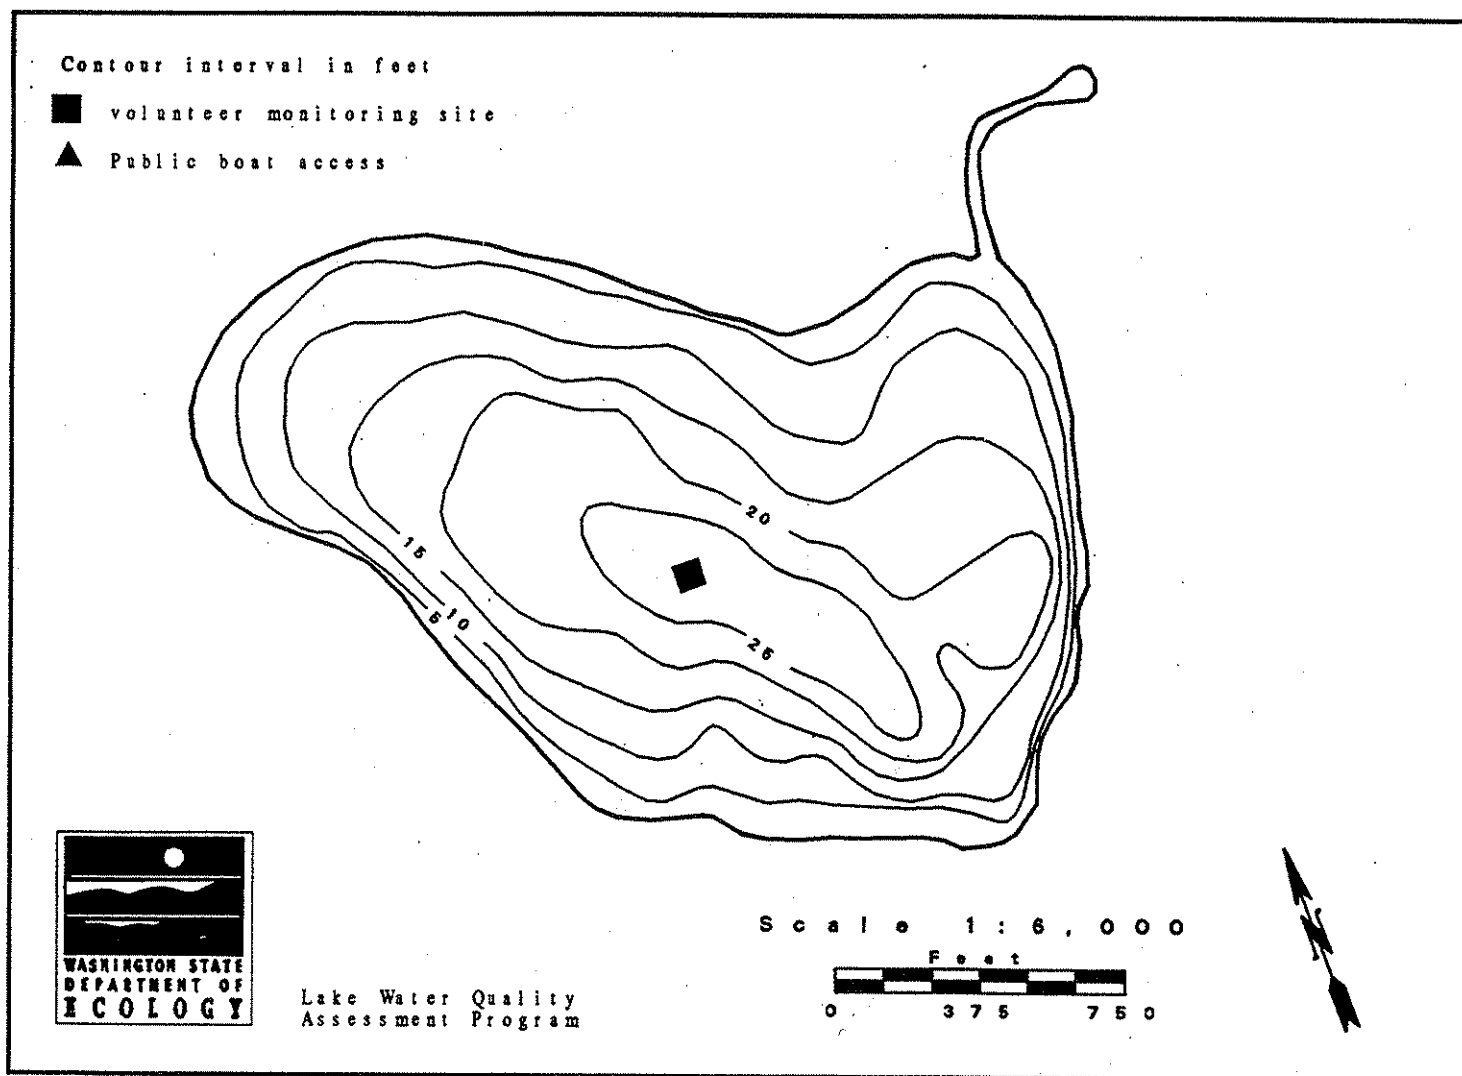 Contour interval in feet
volunteer monitoring site
Public boat access
20
15
5
10
25
Scale 1:6,000
Feet
0 375 750
N
WASHINGTON STATE
DEPARTMENT OF
ECOLOGY
Lake Water Quality
Assessment Program